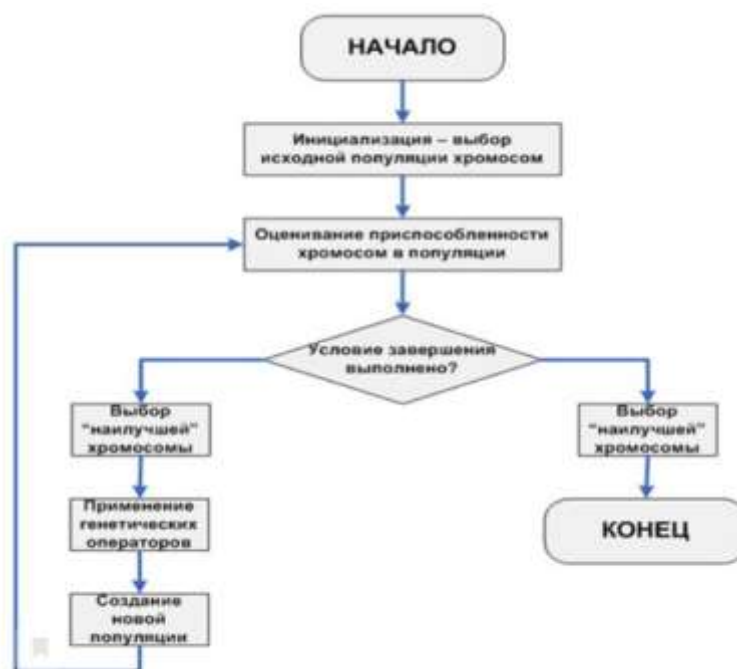 НАЧАЛО
Инициализация – выбор
исходной популяции хромосом
Оценивание приспособленности
хромосом в популяции
Условие завершения
выполнено?
Выбор
"наилучшей"
хромосомы
Применение
генетических
операторов
Создание
новой
популяции
Выбор
"наилучшей"
хромосомы
КОНЕЦ